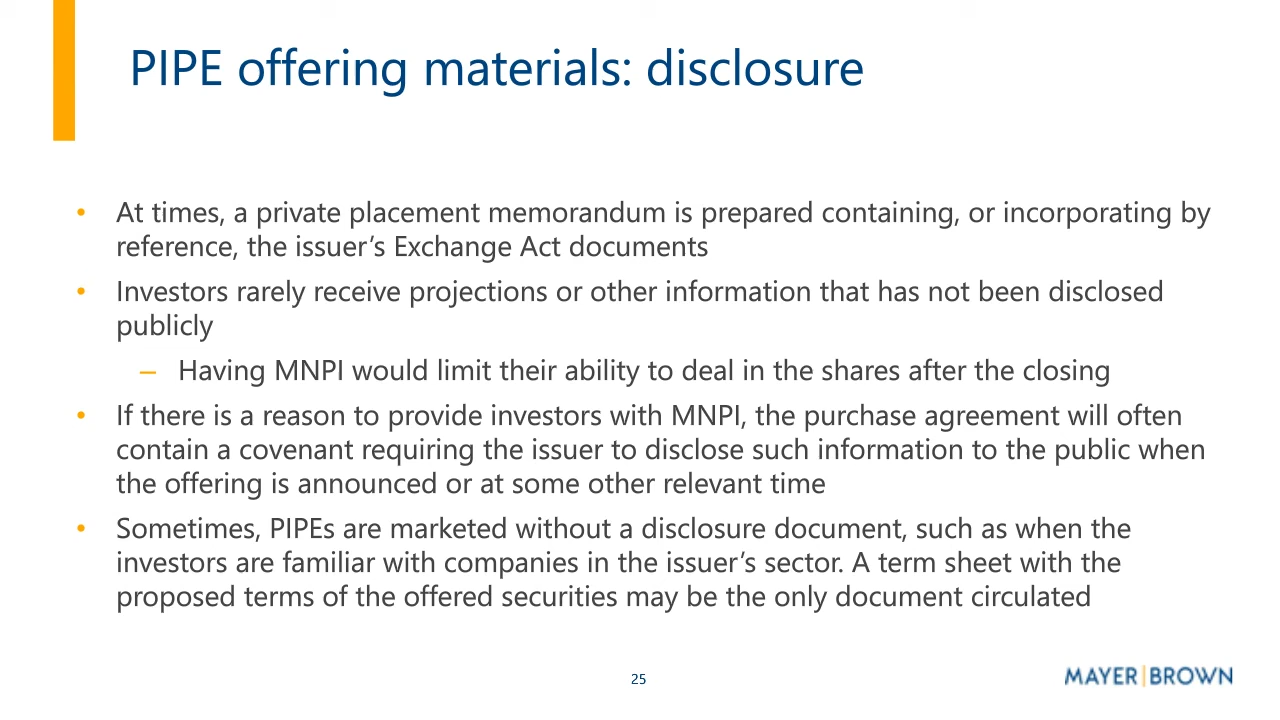 PIPE offering materials: disclosure
• At times, a private placement memorandum is prepared containing, or incorporating by
reference, the issuer’s Exchange Act documents
• Investors rarely receive projections or other information that has not been disclosed
publicly
– Having MNPI would limit their ability to deal in the shares after the closing
• If there is a reason to provide investors with MNPI, the purchase agreement will often
contain a covenant requiring the issuer to disclose such information to the public when
the offering is announced or at some other relevant time
• Sometimes, PIPEs are marketed without a disclosure document, such as when the
investors are familiar with companies in the issuer’s sector. A term sheet with the
proposed terms of the offered securities may be the only document circulated
25
MAYER|BROWN